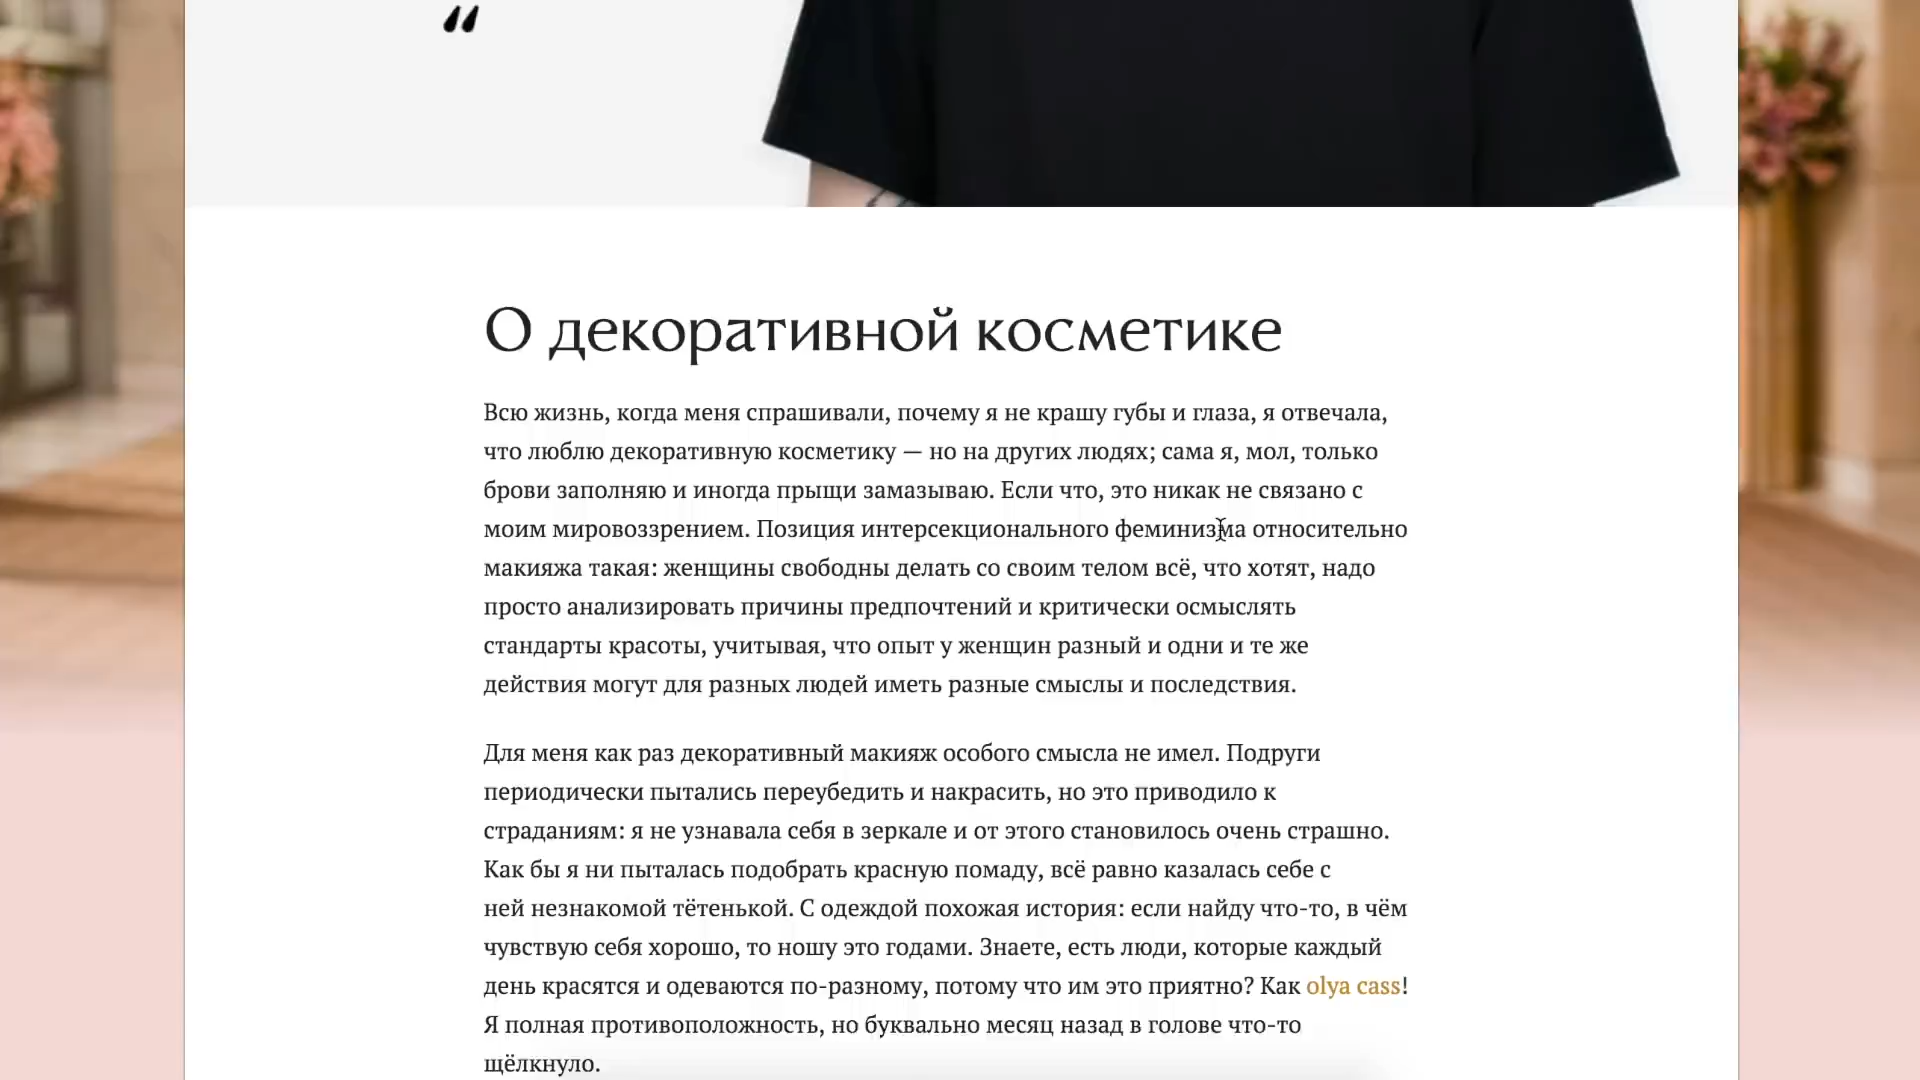 “
О декоративной косметике
Всю жизнь, когда меня спрашивали, почему я не крашу губы и глаза, я отвечала,
что люблю декоративную косметику — но на других людях; сама я, мол, только
брови заполняю и иногда прыщи замазываю. Если что, это никак не связано с
моим мировоззрением. Позиция интерсекционального феминизма относительно
макияжа такая: женщины свободны делать со своим телом всё, что хотят, надо
просто анализировать причины предпочтений и критически осмыслять
стандарты красоты, учитывая, что опыт у женщин разный и одни и те же
действия могут для разных людей иметь разные смыслы и последствия.
Для меня как раз декоративный макияж особого смысла не имел. Подруги
периодически пытались переубедить и накрасить, но это приводило к
страданиям: я не узнавала себя в зеркале и от этого становилось очень страшно.
Как бы я ни пыталась подобрать красную помаду, всё равно казалась себе с
ней незнакомой тётенькой. С одеждой похожая история: если найду что-то, в чём
чувствую себя хорошо, то ношу это годами. Знаете, есть люди, которые каждый
день красятся и одеваются по-разному, потому что им это приятно? Как olya cass!
Я полная противоположность, но буквально месяц назад в голове что-то
щёлкнуло.